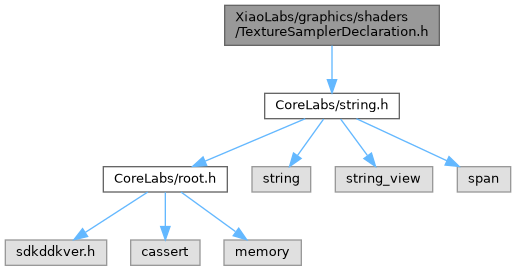 XiaoLabs/graphics/shaders
/TextureSamplerDeclaration.h
CoreLabs/string.h
CoreLabs/root.h
string
string_view
span
sdkddkver.h
cassert
memory